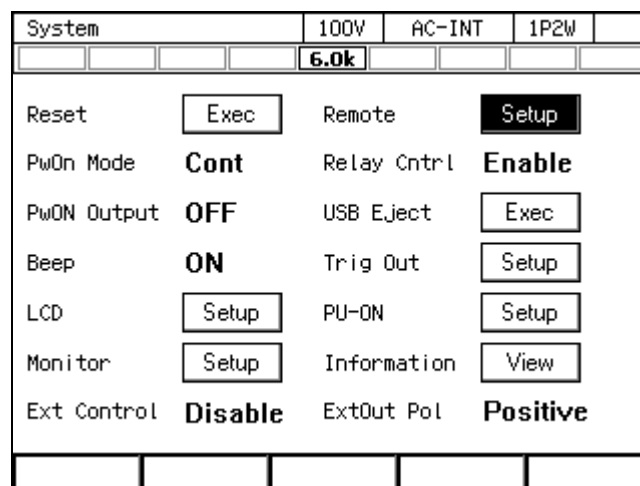 System 100V AC-INT 1P2W
6.0k
Reset Exec Remote Setup
PwOn Mode Cont Relay Cntrl Enable
PwON Output OFF USB Eject Exec
Beep ON Trig Out Setup
LCD Setup PU-ON Setup
Monitor Setup Information View
Ext Control Disable ExtOut Pol Positive